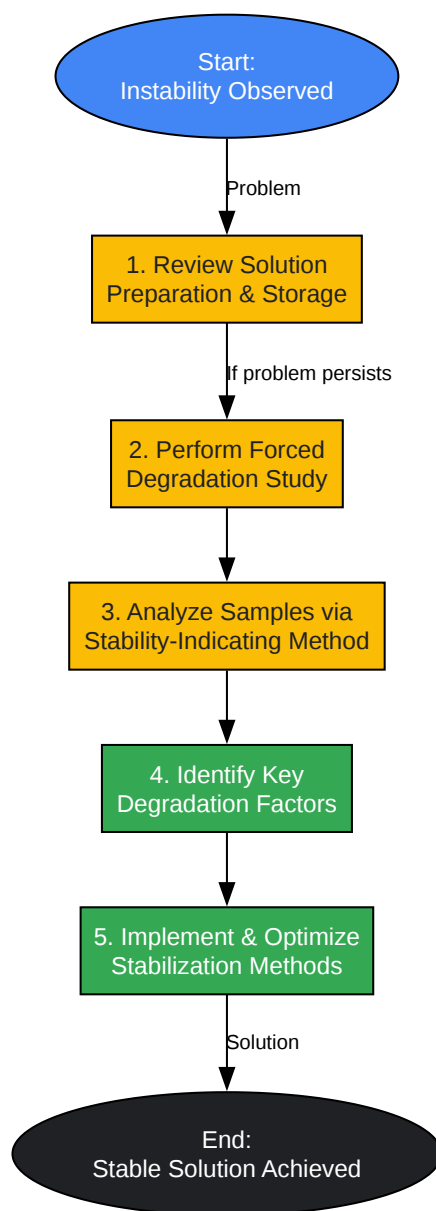 Start:
Instability Observed
Problem
1. Review Solution
Preparation & Storage
If problem persists
2. Perform Forced
Degradation Study
3. Analyze Samples via
Stability-Indicating Method
4. Identify Key
Degradation Factors
5. Implement & Optimize
Stabilization Methods
Solution
End:
Stable Solution Achieved